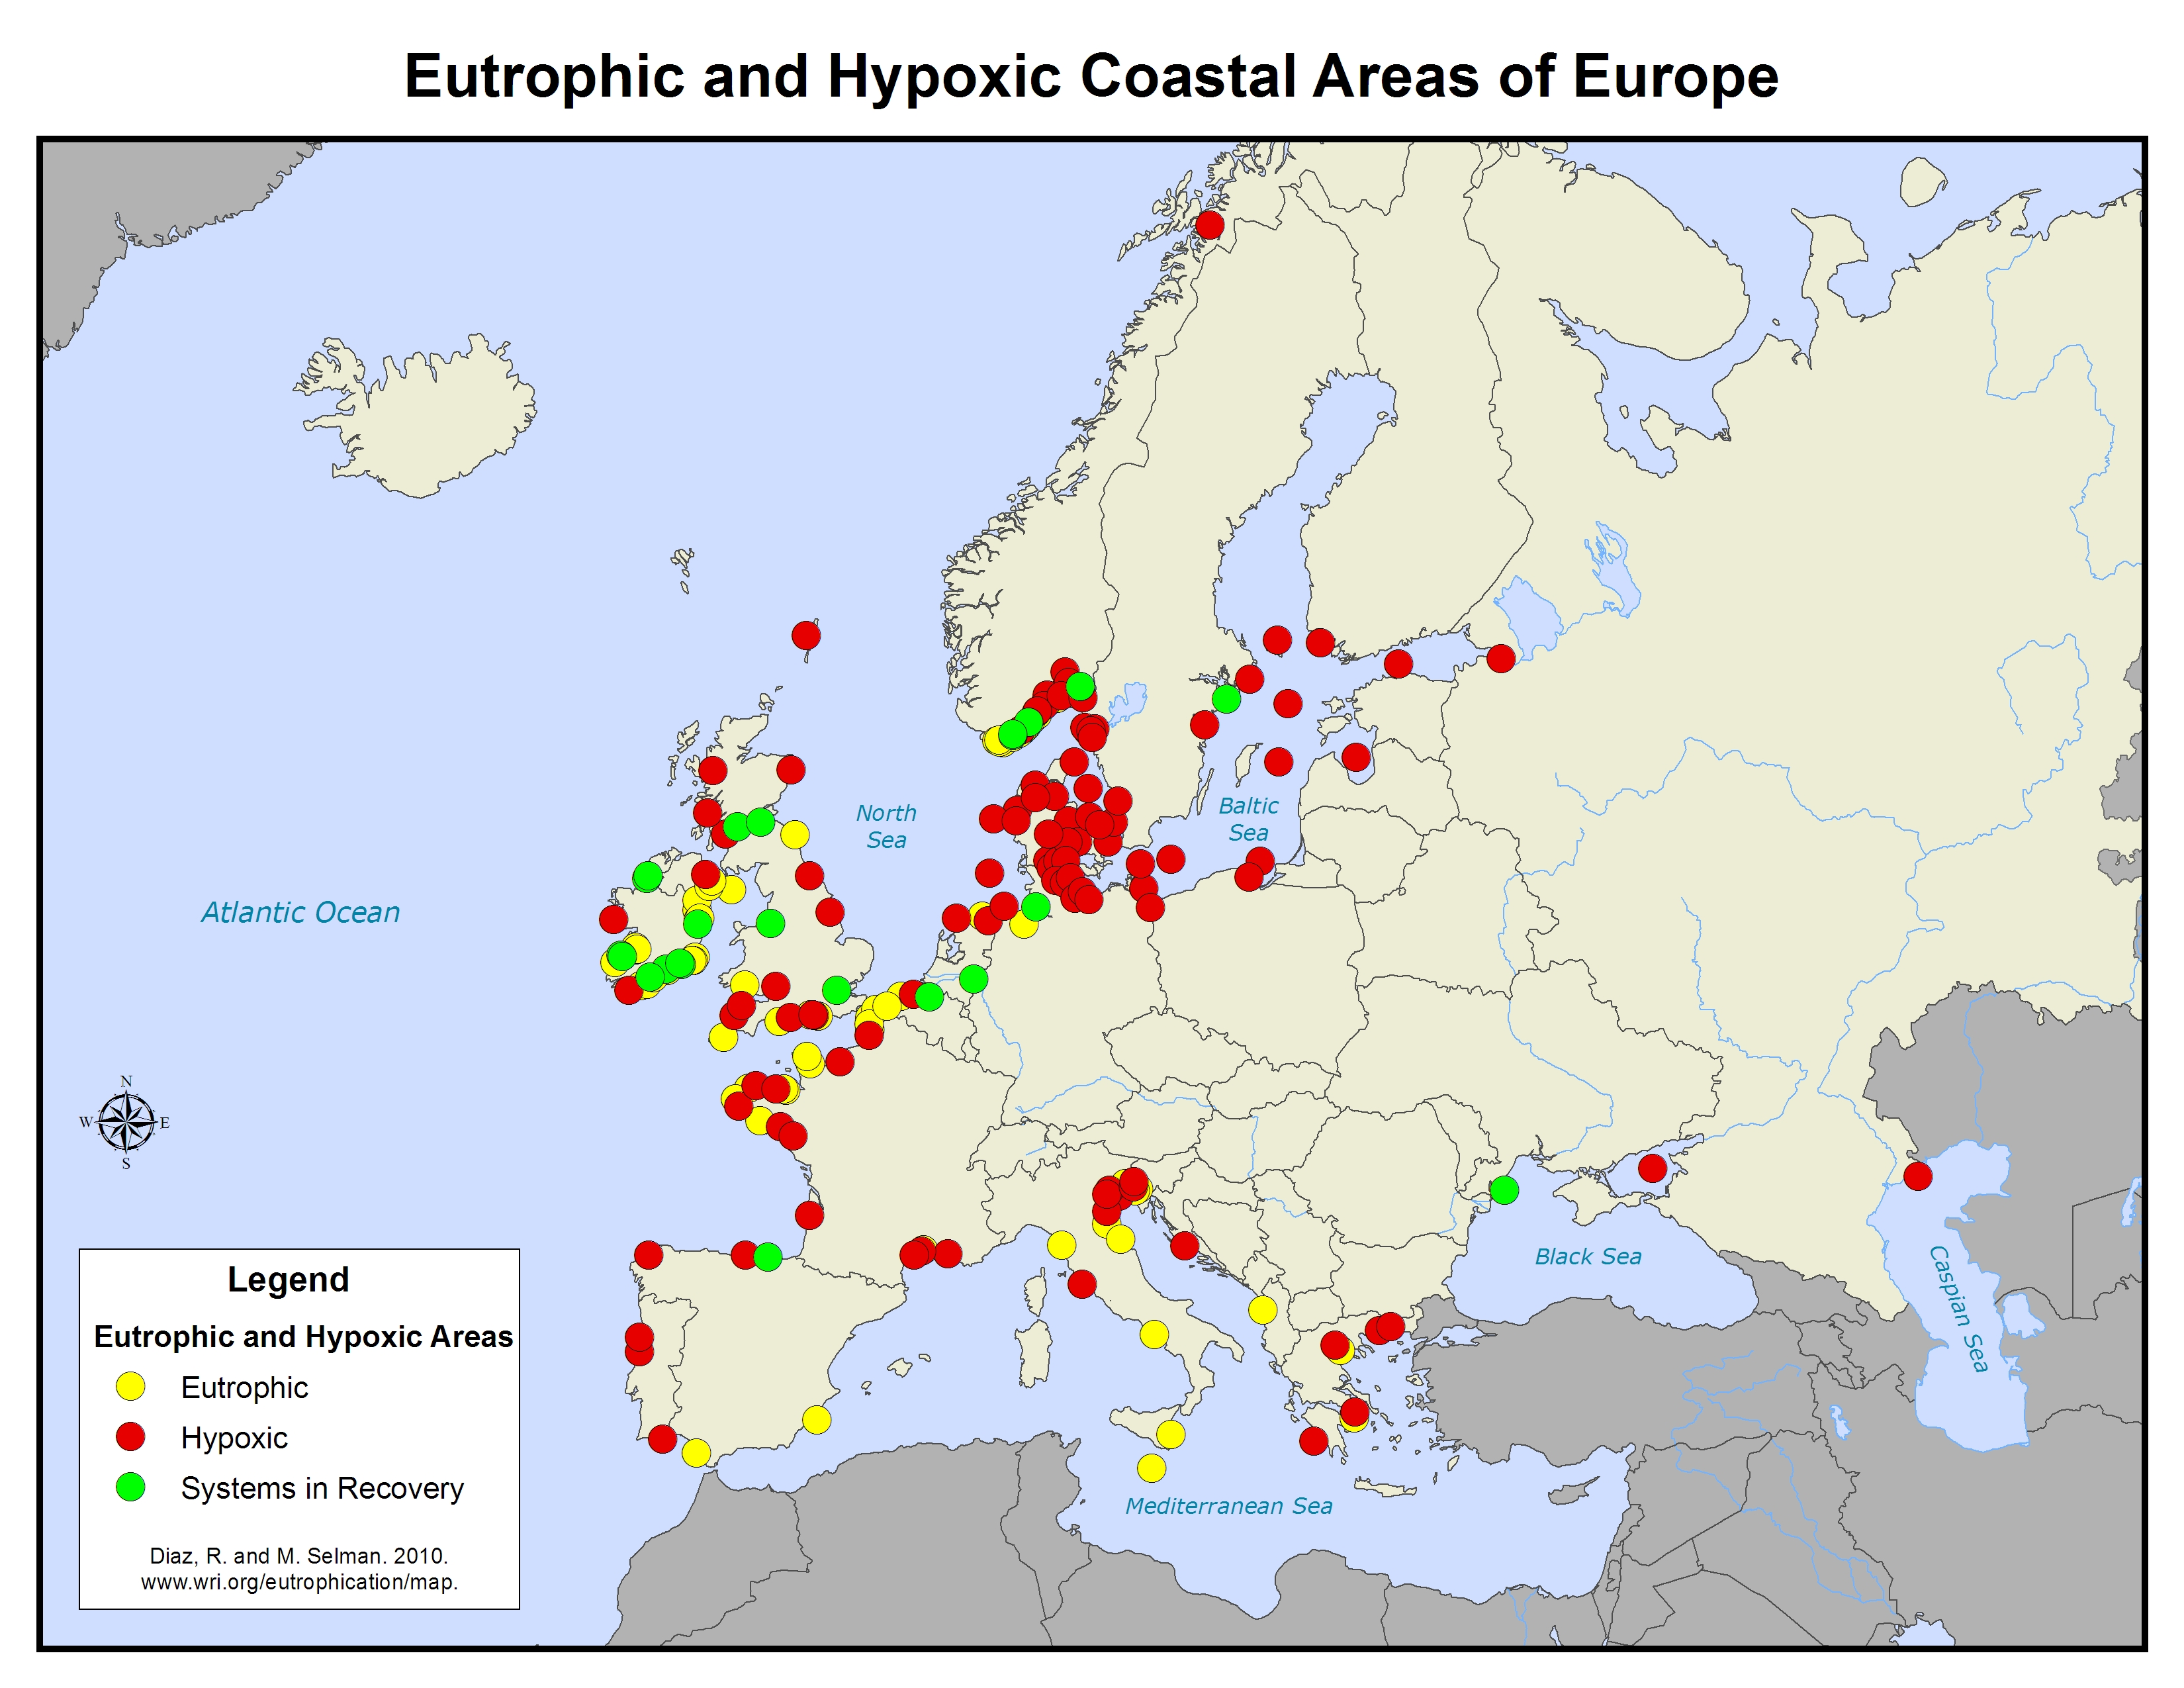 Eutrophic and Hypoxic Coastal Areas of Europe
North
Sea
Baltic
Sea
Atlantic Ocean
N
W
E
S
Black Sea
Caspian Sea
Mediterranean Sea
Legend
Eutrophic and Hypoxic Areas
Eutrophic
Hypoxic
Systems in Recovery
Diaz, R. and M. Selman. 2010.
www.wri.org/eutrophication/map.